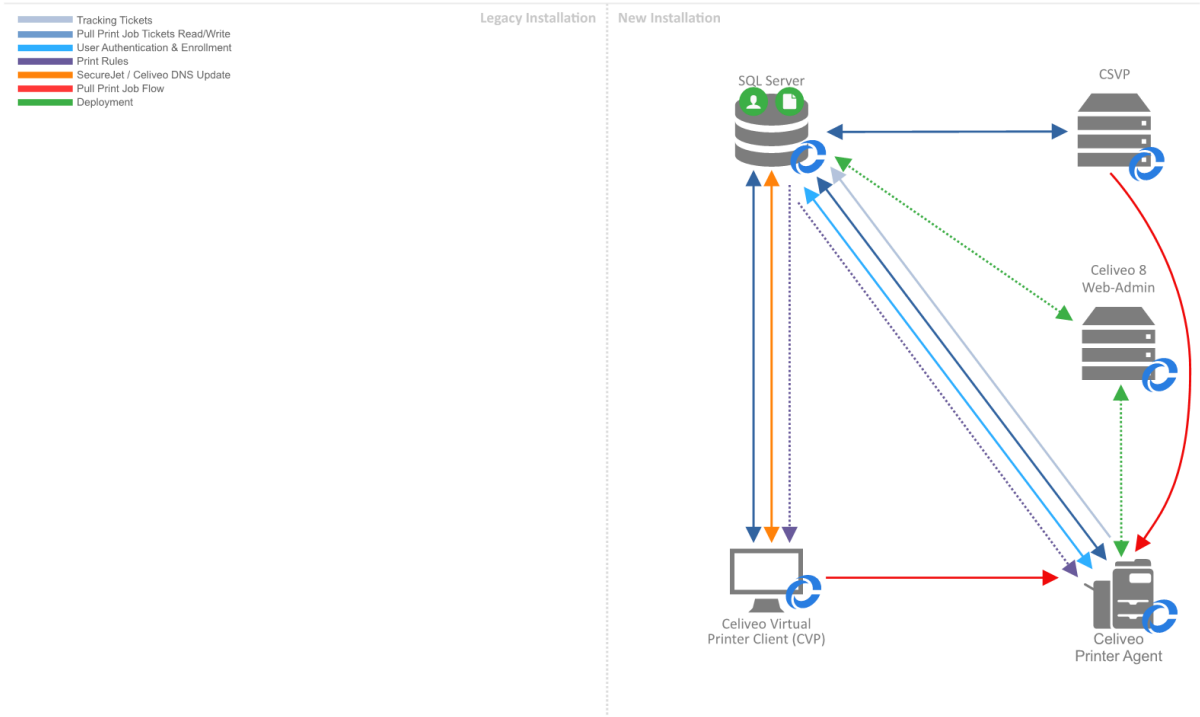 Legacy Installation
New Installation
Tracking Tickets
Pull Print Job Tickets Read/Write
User Authentication & Enrollment
Print Rules
SecureJet / Celiveo DNS Update
Pull Print Job Flow
Deployment
SQL Server
CSVP
Celiveo 8
Web-Admin
Celiveo Virtual
Printer Client (CVP)
Celiveo
Printer Agent